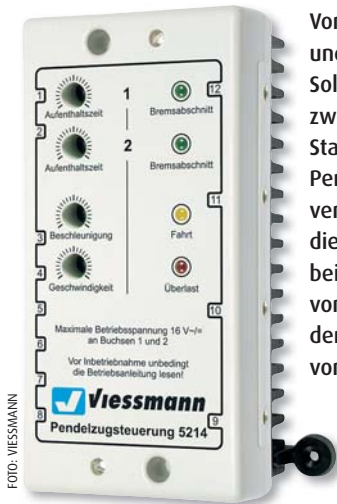 1
Aufenthaltszeit
1
12
Bremsabschnitt
2
Aufenthaltszeit
2
Bremsabschnitt
11
3
Beschleunigung
Fahrt
4
Geschwindigkeit
Überlast
5
10
Maximale Betriebsspannung 16 V~/=
an Buchsen 1 und 2
6
Vor Inbetriebnahme unbedingt
die Betriebsanleitung lesen!
7
Viessmann
8
9
Pendelzugsteuerung 5214
FOTO: VIESSMANN
Vor
und
Sol
zw
Sta
Per
ver
die
bei
vor
der
vor